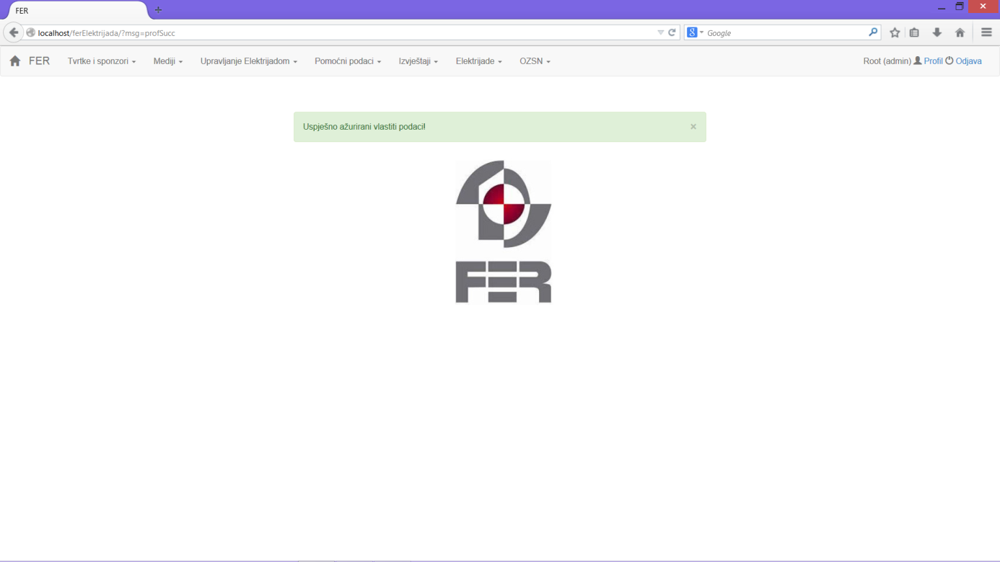 FER
localhost/ferElektrijada/?msg=profSucc
Google
FER Tvrtke i sponzori Mediji Upravljanje Elektrijadom Pomoćni podaci Izvještaji Elektrijade OZSN Root (admin) Profil Odjava
Uspješno ažurirani vlastiti podaci! ×
FER